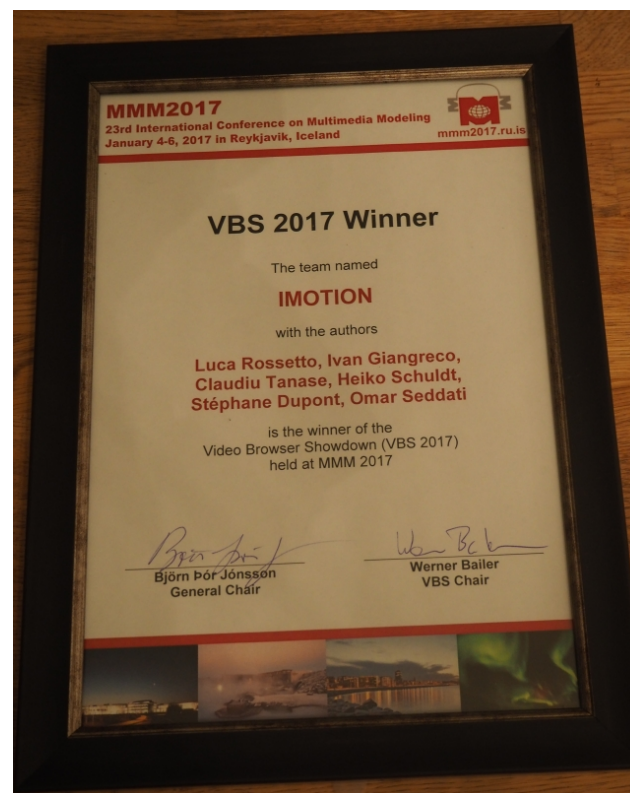 MMM2017
23rd International Conference on Multimedia Modeling
January 4-6, 2017 in Reykjavik, Iceland
M
mmm2017.ru.is
VBS 2017 Winner
The team named
IMOTION
with the authors
Luca Rossetto, Ivan Giangreco,
Claudiu Tanase, Heiko Schuldt,
Stéphane Dupont, Omar Seddati
is the winner of the
Video Browser Showdown (VBS 2017)
held at MMM 2017
Björn Þór Jónsson
General Chair
Werner Bailer
VBS Chair